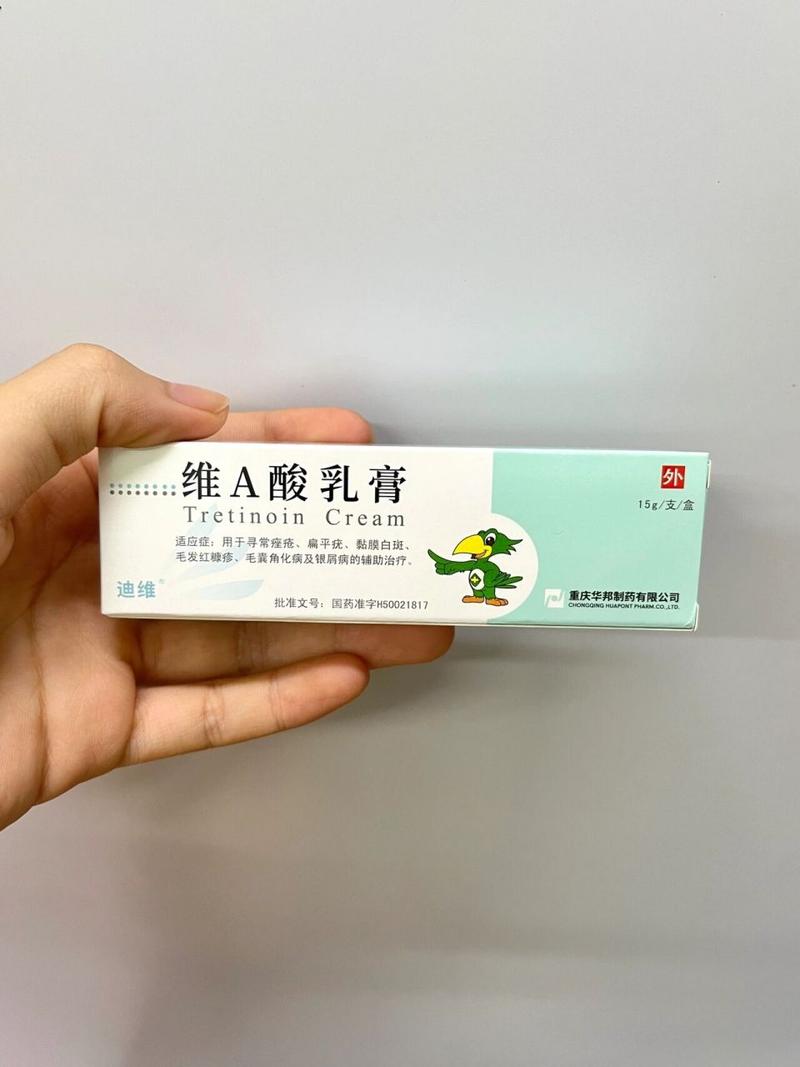 维A酸乳膏
Tretinoin Cream
适应症：用于寻常痤疮、扁平疣、黏膜白斑、
毛发红糠疹、毛囊角化病及银屑病的辅助治疗。
迪维®
批准文号：国药准字H50021817
外
15g/支/盒
重庆华邦制药有限公司
CHONGQING HUAPONT PHARM.CO.,LTD.